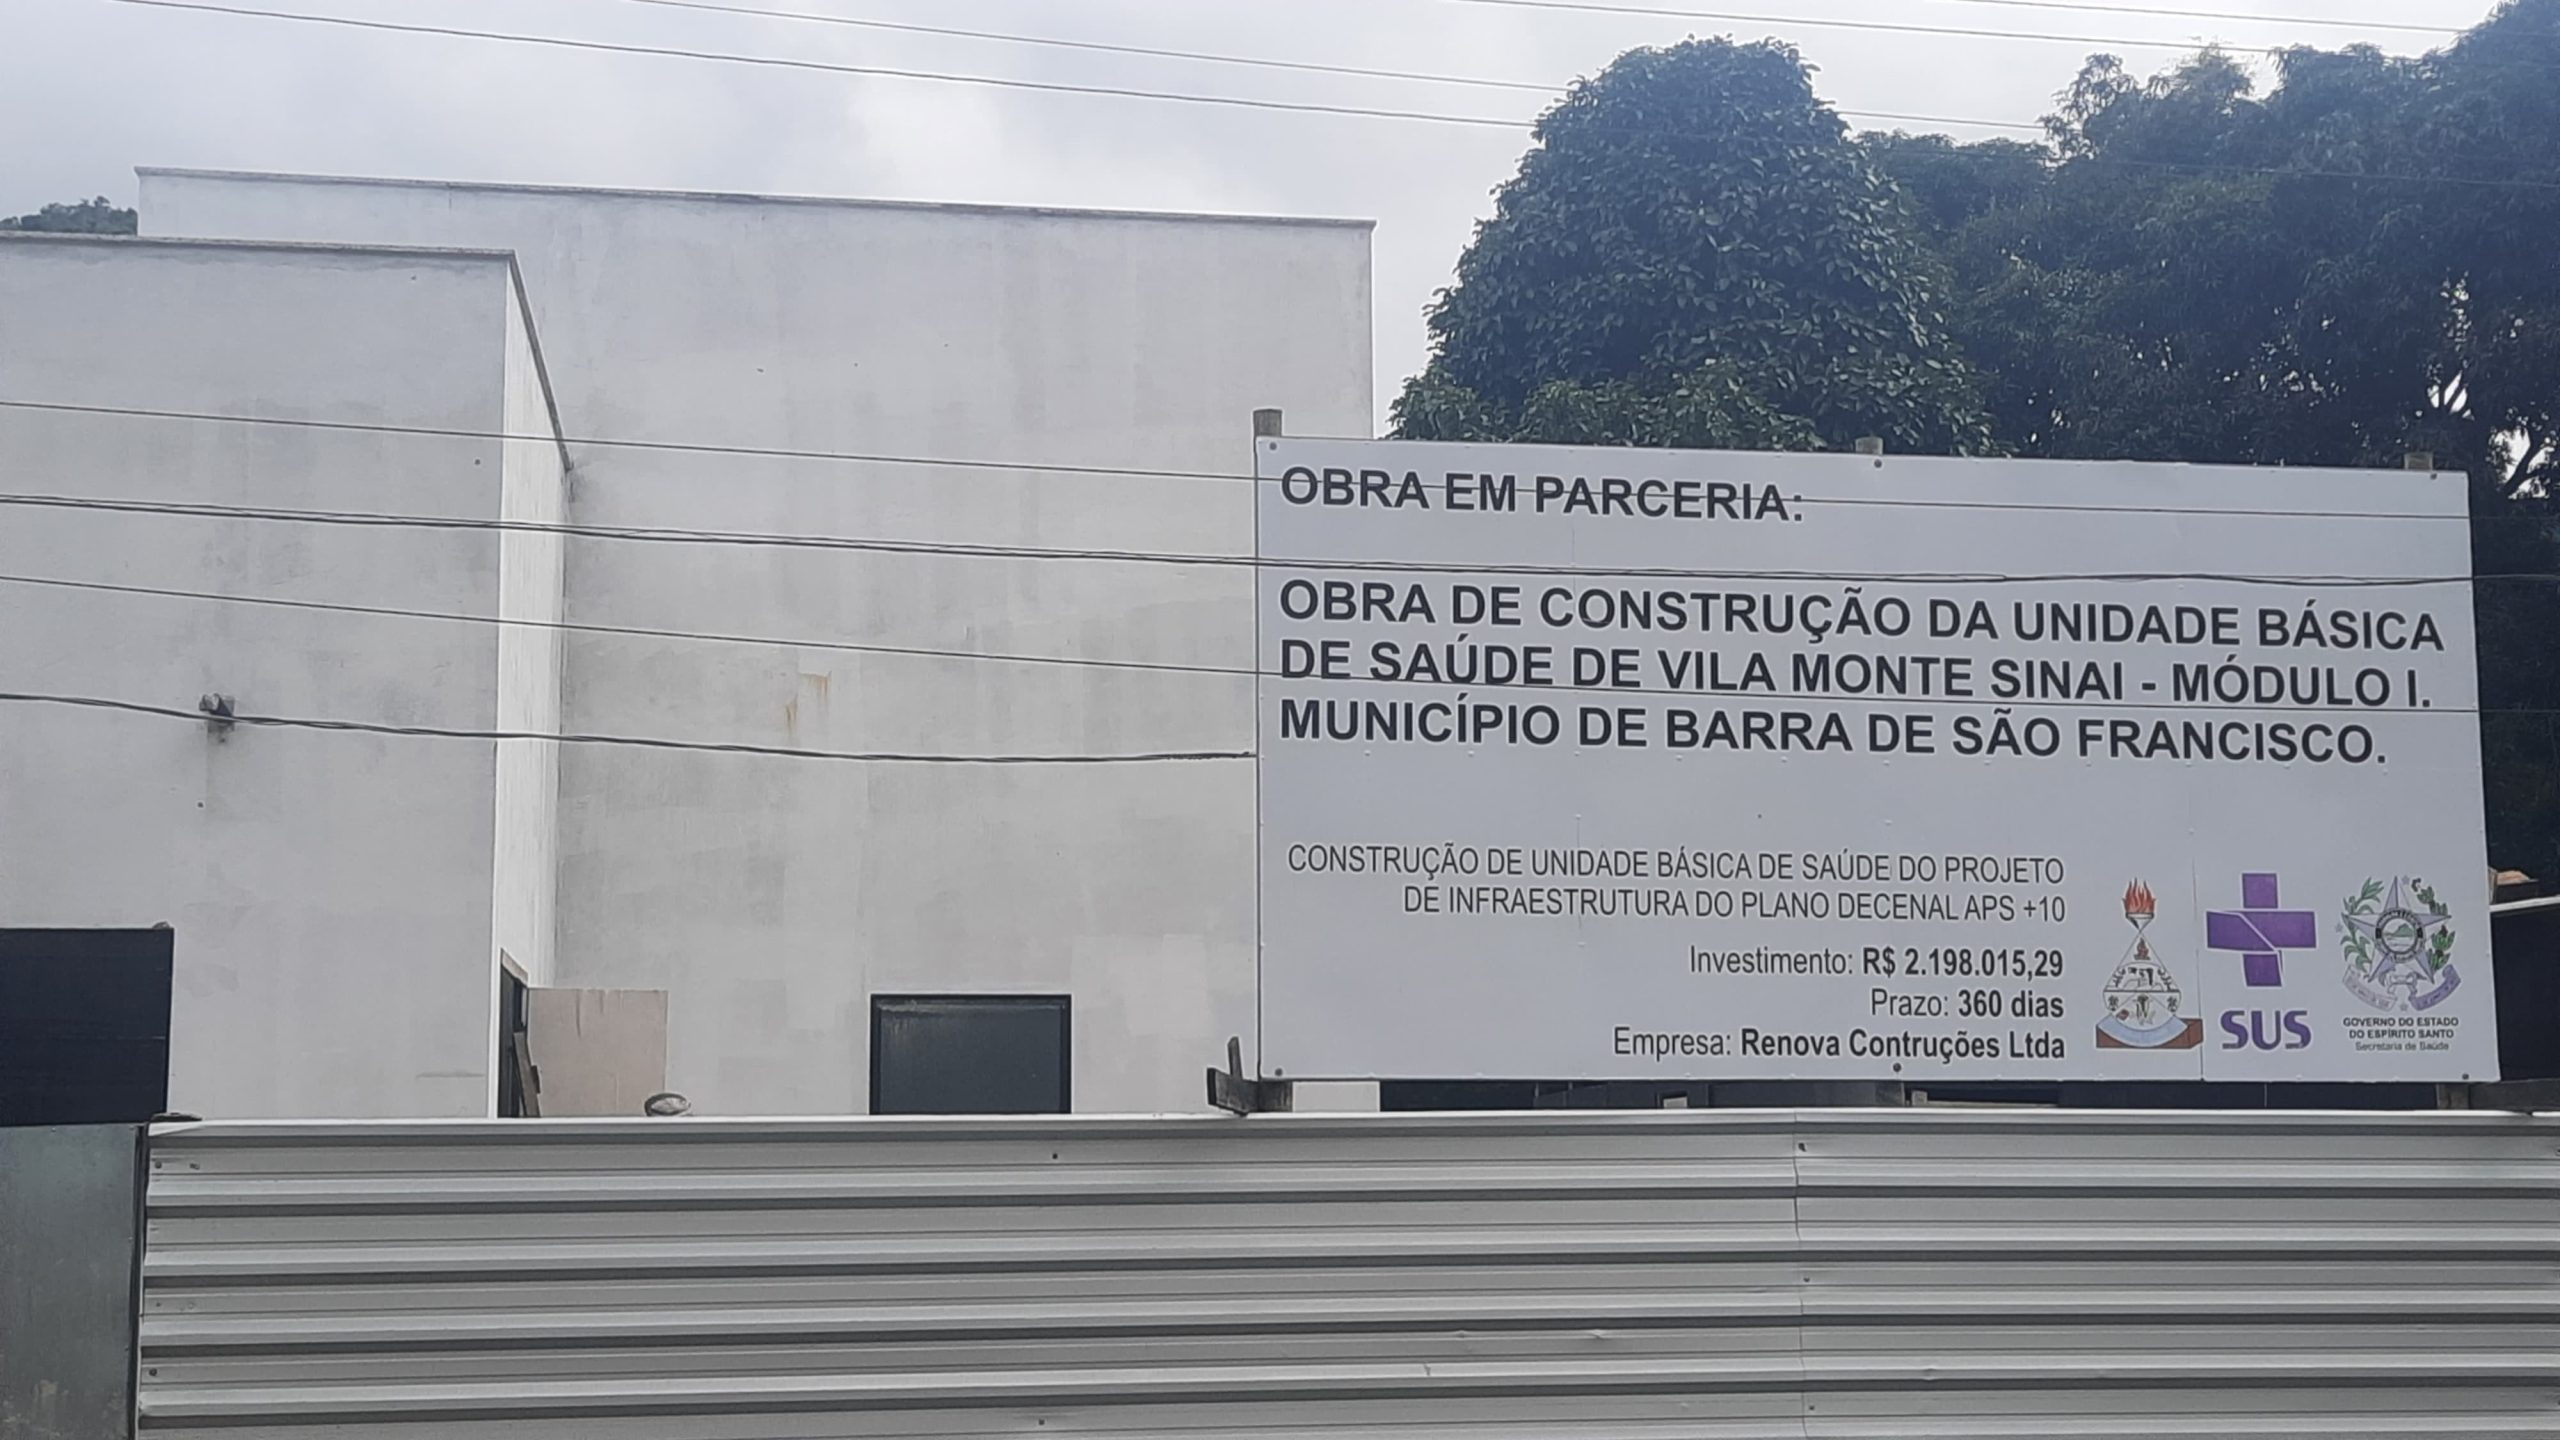 OBRA EM PARCERIA:
OBRA DE CONSTRUÇÃO DA UNIDADE BÁSICA
DE SAÚDE DE VILA MONTE SINAI - MÓDULO I.
MUNICÍPIO DE BARRA DE SÃO FRANCISCO.
CONSTRUÇÃO DE UNIDADE BÁSICA DE SAÚDE DO PROJETO
DE INFRAESTRUTURA DO PLANO DECENAL APS +10
Investimento: R$ 2.198.015,29
Prazo: 360 dias
Empresa: Renova Contruções Ltda
SUS
GOVERNO DO ESTADO
DO ESPÍRITO SANTO
Secretaria de Saúde